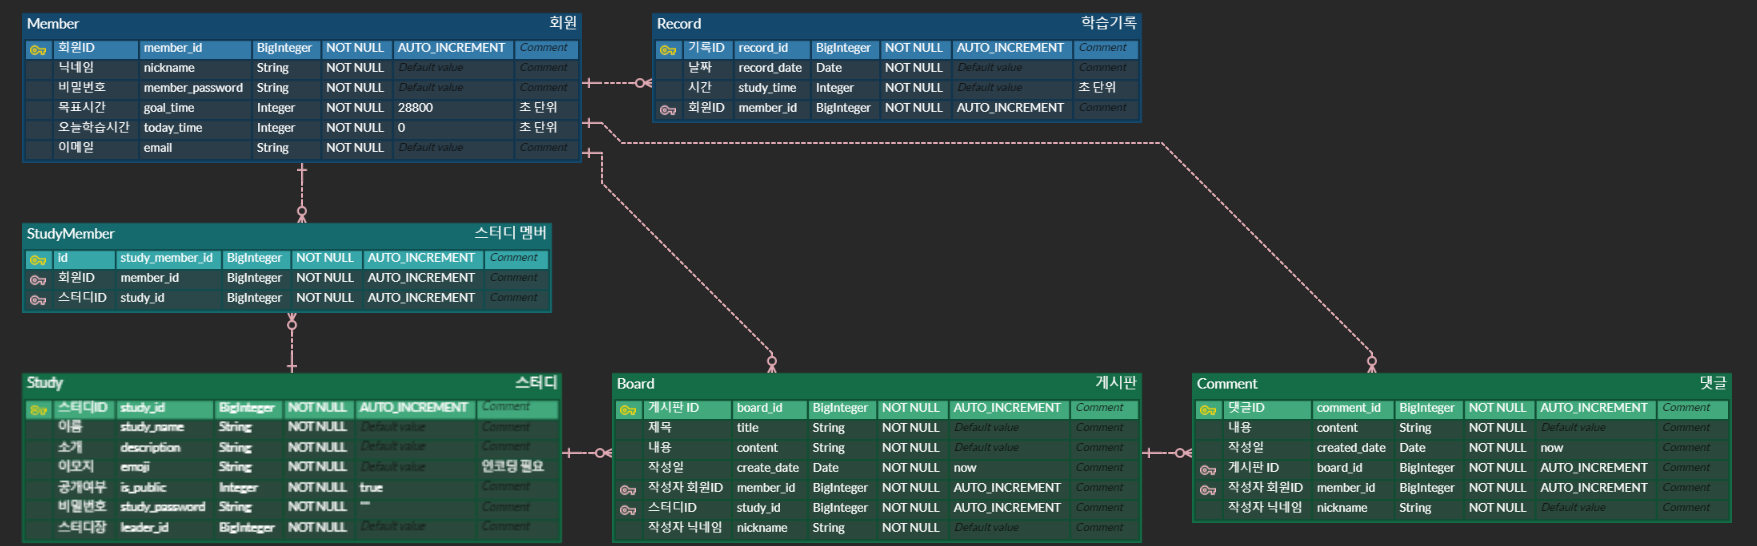 Member 회원
회원ID member_id BigInteger NOT NULL AUTO_INCREMENT Comment
닉네임 nickname String NOT NULL Default value Comment
비밀번호 member_password String NOT NULL Default value Comment
목표시간 goal_time Integer NOT NULL 28800 초 단위
오늘학습시간 today_time Integer NOT NULL 0 초 단위
이메일 email String NOT NULL Default value Comment
Record 학습기록
기록ID record_id BigInteger NOT NULL AUTO_INCREMENT Comment
날짜 record_date Date NOT NULL Default value Comment
시간 study_time Integer NOT NULL Default value 초 단위
회원ID member_id BigInteger NOT NULL AUTO_INCREMENT Comment
StudyMember 스터디 멤버
id study_member_id BigInteger NOT NULL AUTO_INCREMENT Comment
회원ID member_id BigInteger NOT NULL AUTO_INCREMENT Comment
스터디ID study_id BigInteger NOT NULL AUTO_INCREMENT Comment
Study 스터디
스터디ID study_id BigInteger NOT NULL AUTO_INCREMENT Comment
이름 study_name String NOT NULL Default value Comment
소개 description String NOT NULL Default value Comment
이모지 emoji String NOT NULL Default value 인코딩 필요
공개여부 is_public Integer NOT NULL true Comment
비밀번호 study_password String NOT NULL "" Comment
스터디장 leader_id BigInteger NOT NULL Default value Comment
Board 게시판
게시판 ID board_id BigInteger NOT NULL AUTO_INCREMENT Comment
제목 title String NOT NULL Default value Comment
내용 content String NOT NULL Default value Comment
작성일 create_date Date NOT NULL now Comment
작성자 회원ID member_id BigInteger NOT NULL AUTO_INCREMENT Comment
스터디ID study_id BigInteger NOT NULL AUTO_INCREMENT Comment
작성자 닉네임 nickname String NOT NULL Default value Comment
Comment 댓글
댓글ID comment_id BigInteger NOT NULL AUTO_INCREMENT Comment
내용 content String NOT NULL Default value Comment
작성일 created_date Date NOT NULL now Comment
게시판 ID board_id BigInteger NOT NULL AUTO_INCREMENT Comment
작성자 회원ID member_id BigInteger NOT NULL AUTO_INCREMENT Comment
작성자 닉네임 nickname String NOT NULL Default value Comment